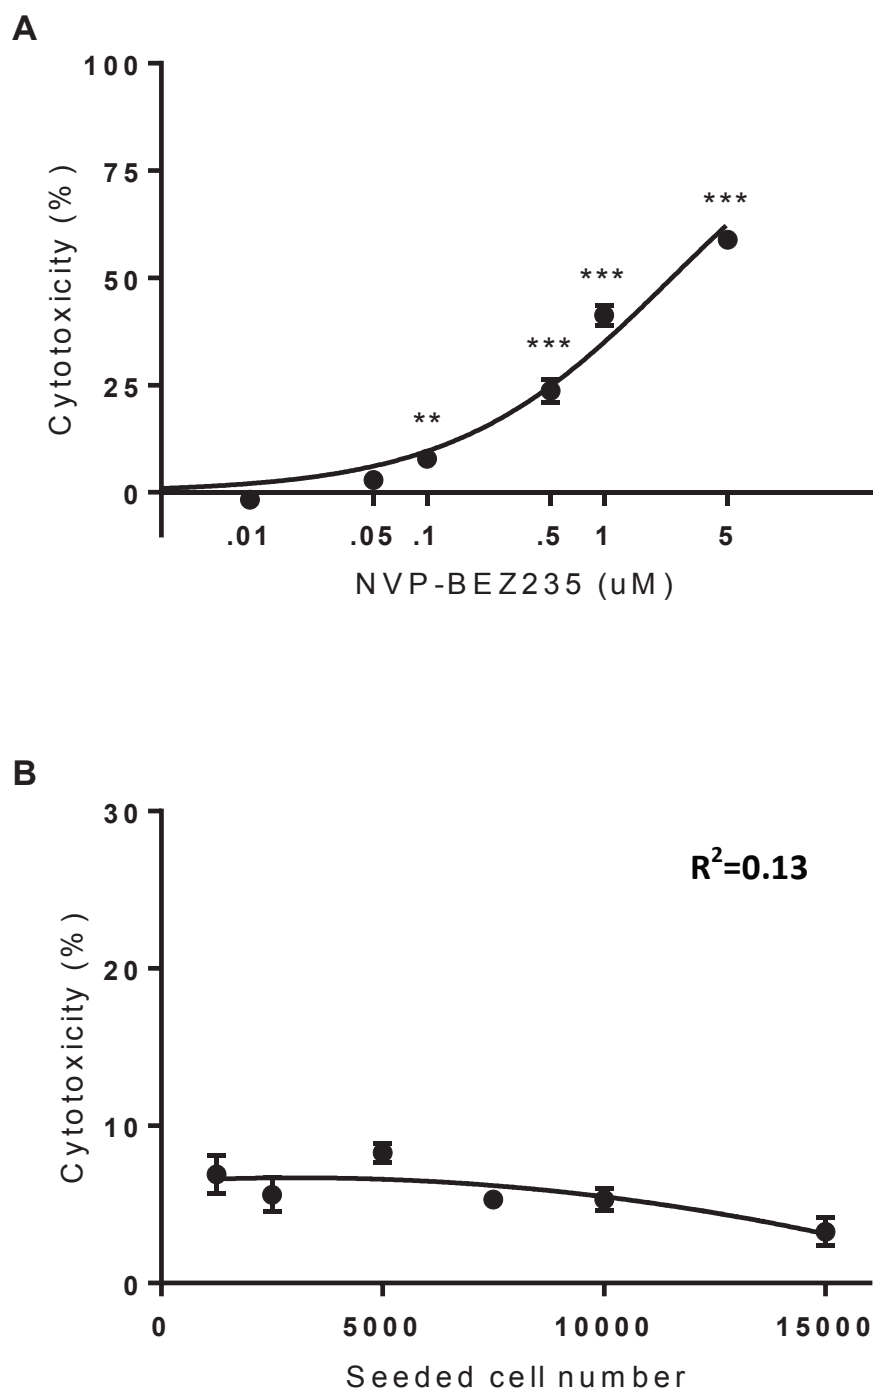 A
100
75
50
25
0
Cytotoxicity (%)
**
***
***
***
.01 .05 .1 .5 1 5
NVP-BEZ235 (uM)
B
30
20
10
0
Cytotoxicity (%)
R²=0.13
0 5000 10000 15000
Seeded cell number